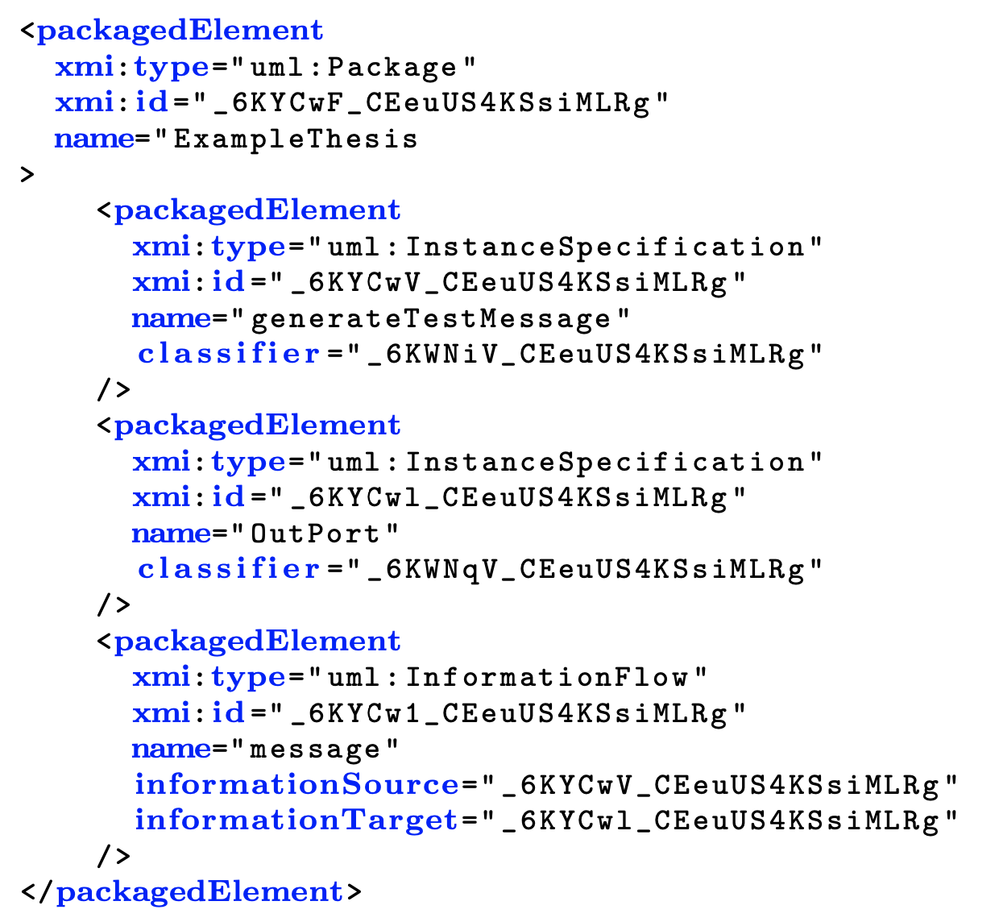 <packagedElement
xmi:type="uml:Package"
xmi:id="_6KYCwF_CEeuUS4KSsiMLRg"
name="ExampleThesis
>
<packagedElement
xmi:type="uml:InstanceSpecification"
xmi:id="_6KYCwV_CEeuUS4KSsiMLRg"
name="generateTestMessage"
classifier="_6KWNiV_CEeuUS4KSsiMLRg"
/>
<packagedElement
xmi:type="uml:InstanceSpecification"
xmi:id="_6KYCwl_CEeuUS4KSsiMLRg"
name="OutPort"
classifier="_6KWNqV_CEeuUS4KSsiMLRg"
/>
<packagedElement
xmi:type="uml:InformationFlow"
xmi:id="_6KYCw1_CEeuUS4KSsiMLRg"
name="message"
informationSource="_6KYCwV_CEeuUS4KSsiMLRg"
informationTarget="_6KYCwl_CEeuUS4KSsiMLRg"
/>
</packagedElement>